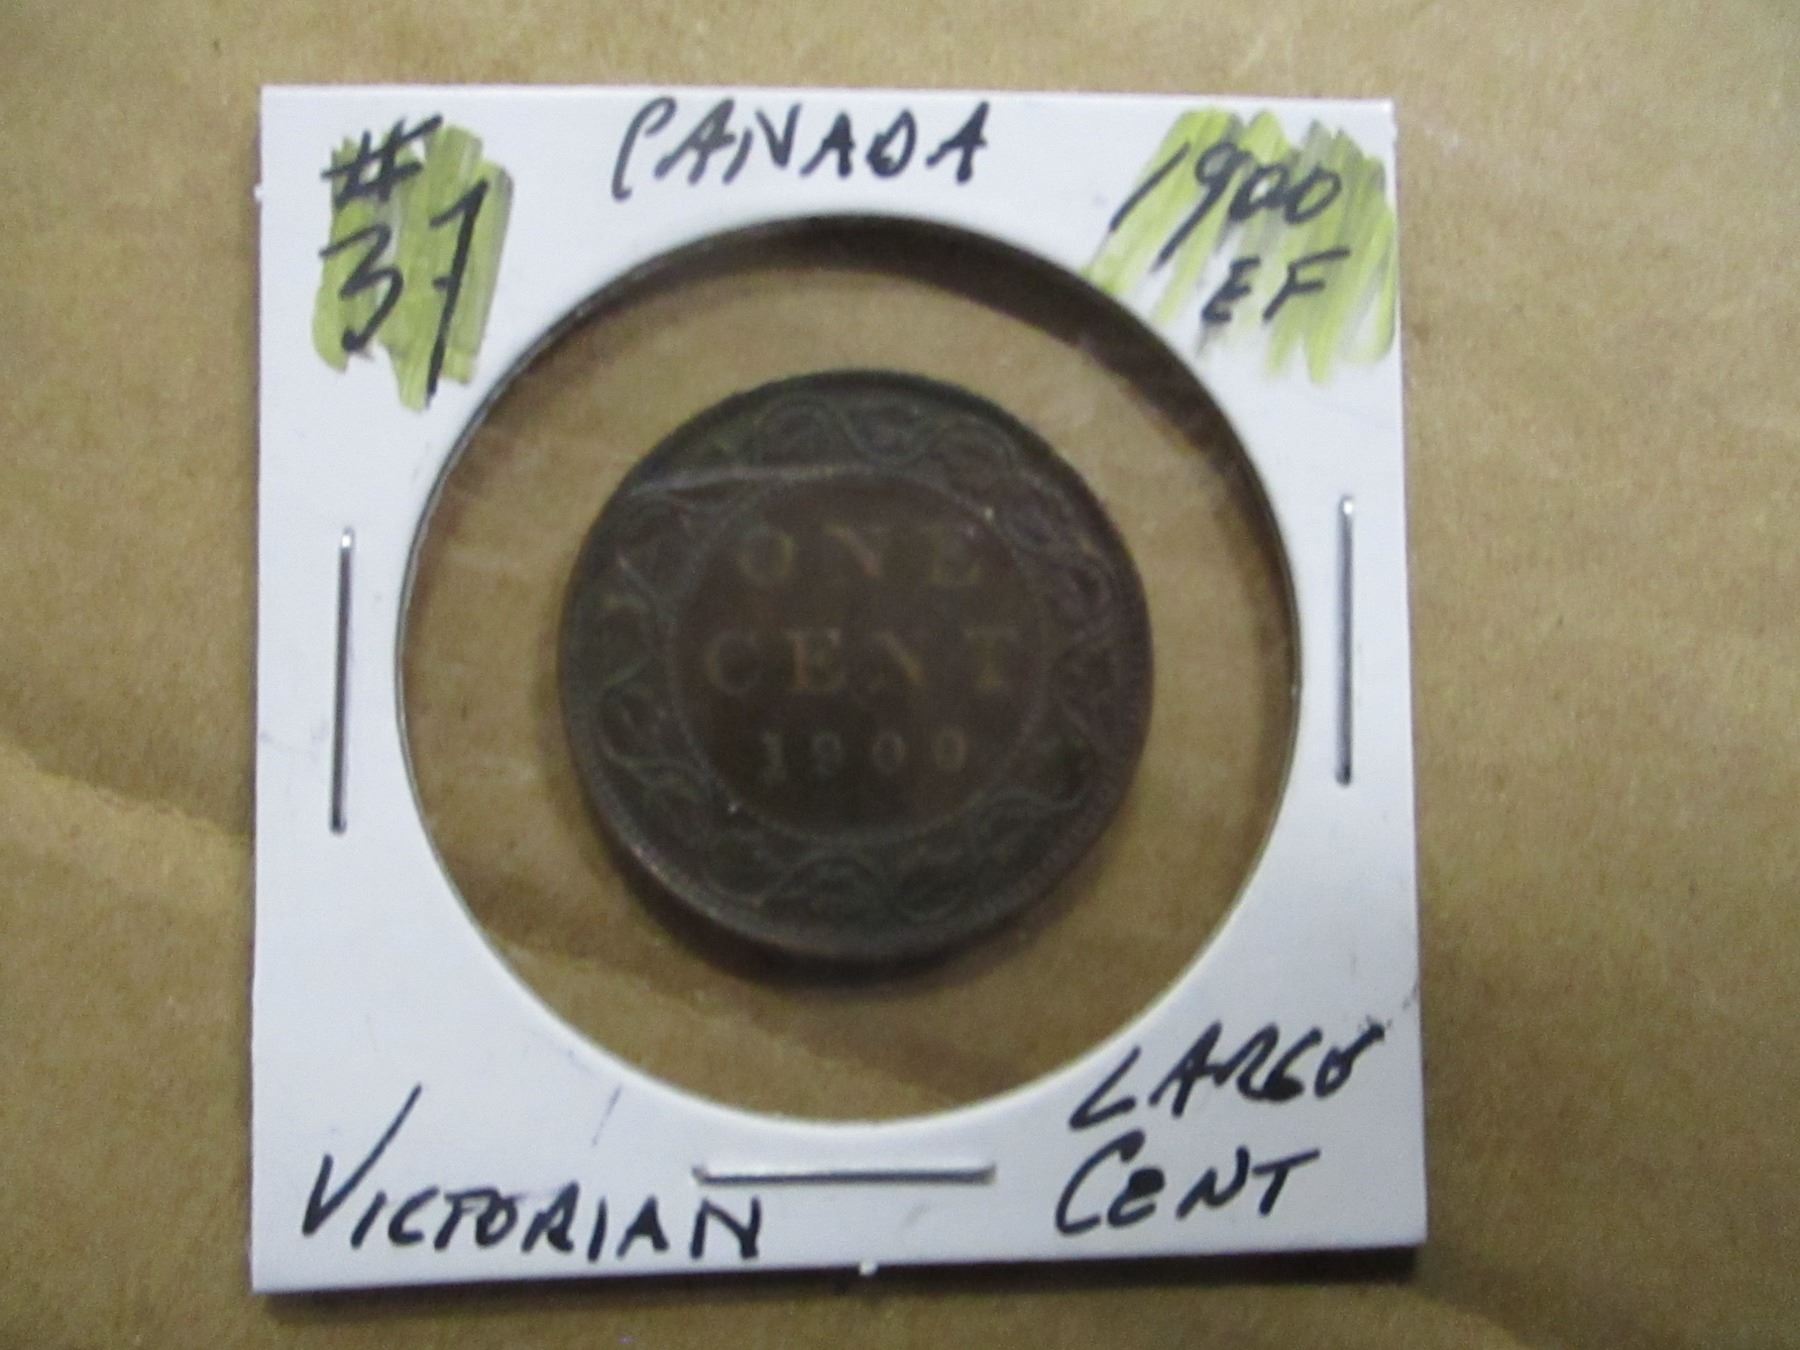 # 
37
CANADA
1900
EF
ONE
CENT
1900
VICTORIAN
LARGE
CENT